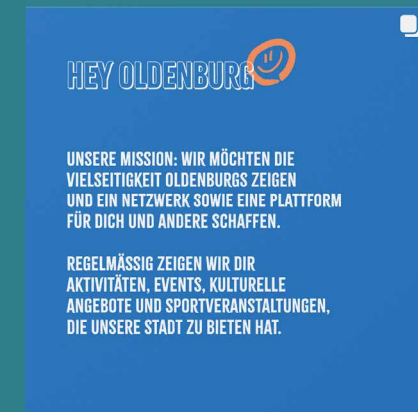 HEY OLDENBURG
UNSERE MISSION: WIR MÖCHTEN DIE
VIELSEITIGKEIT OLDENBURGS ZEIGEN
UND EIN NETZWERK SOWIE EINE PLATTFORM
FÜR DICH UND ANDERE SCHAFFEN.
REGELMÄSSIG ZEIGEN WIR DIR
AKTIVITÄTEN, EVENTS, KULTURELLE
ANGEBOTE UND SPORTVERANSTALTUNGEN,
DIE UNSERE STADT ZU BIETEN HAT.